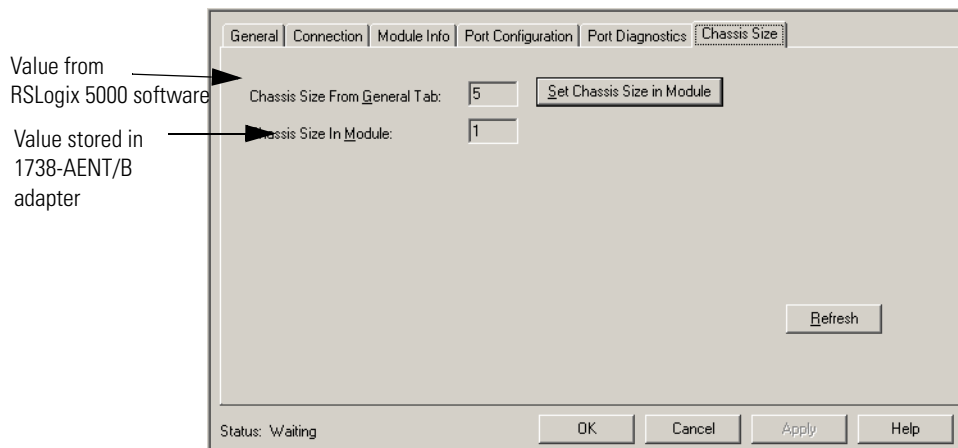 General Connection Module Info Port Configuration Port Diagnostics Chassis Size
Value from
RSLogix 5000 software
Chassis Size From General Tab: 5 Set Chassis Size in Module
Value stored in
1738-AENT/B
adapter
Chassis Size In Module: 1
Refresh
Status: Waiting OK Cancel Apply Help